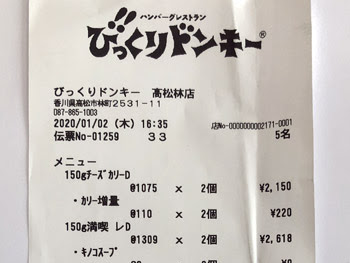 ハンバーグレストラン
びっくりドンキー®
びっくりドンキー 高松林店
香川県高松市林町2531-11
087-865-1003
2020/01/02 (木) 16:35
店No-0000000002171-0001
伝票No-01259 33 5名
メニュー
150gチーズカリーD
@1075 x 2個 ¥2,150
・カリー増量
@110 x 2個 ¥220
150g満喫 レD
@1309 x 2個 ¥2,618
・キノコスープ